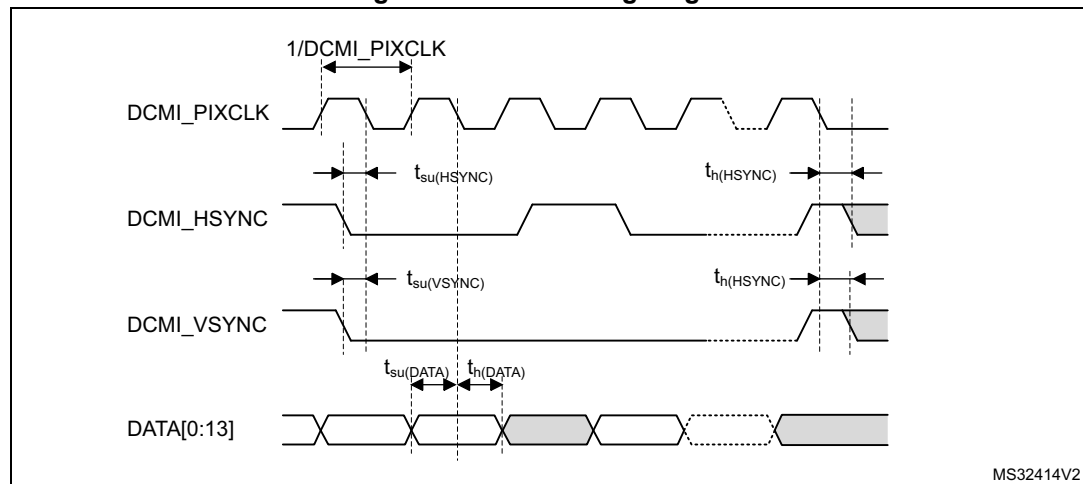 1/DCMI_PIXCLK
DCMI_PIXCLK
tsu(HSYNC) th(HSYNC)
DCMI_HSYNC
tsu(VSYNC) th(HSYNC)
DCMI_VSYNC
tsu(DATA) th(DATA)
DATA[0:13]
MS32414V2